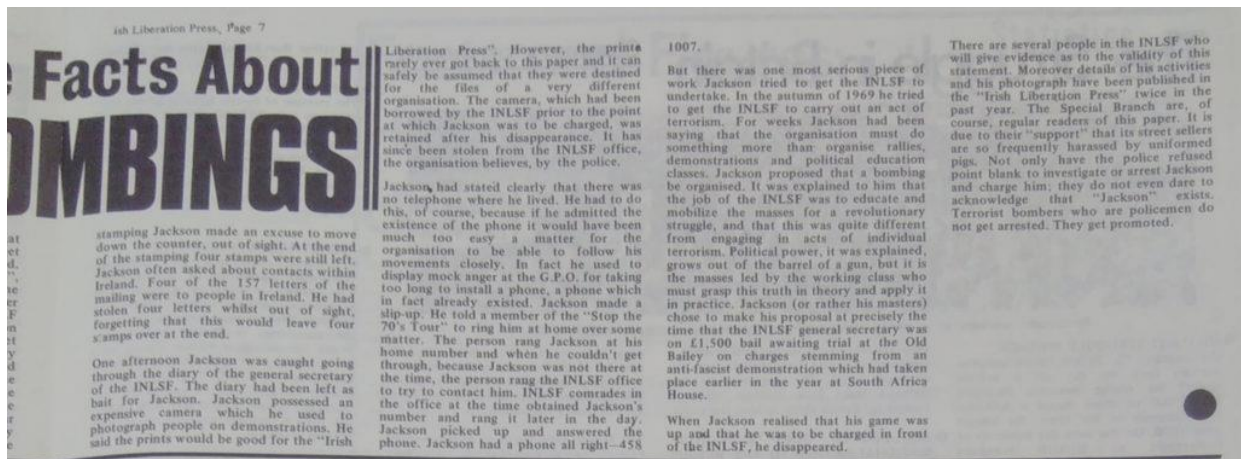 ish Liberation Press, Page 7
Facts About
OMBINGS
stamping Jackson made an excuse to move
down the counter, out of sight. At the end
of the stamping four stamps were still left.
Jackson often asked about contacts within
Ireland. Four of the 157 letters of the
mailing were to people in Ireland. He had
stolen four letters whilst out of sight,
forgetting that this would leave four
stamps over at the end.
One afternoon Jackson was caught going
through the diary of the general secretary
of the INLSF. The diary had been left as
bait for Jackson. Jackson possessed an
expensive camera which he used to
photograph people on demonstrations. He
said the prints would be good for the "Irish
Liberation Press". However, the prints
rarely ever got back to this paper and it can
safely be assumed that they were destined
for the files of a very different
organisation. The camera, which had been
borrowed by the INLSF prior to the point
at which Jackson was to be charged, was
retained after his disappearance. It has
since been stolen from the INLSF office,
the organisation believes, by the police.
Jackson had stated clearly that there was
no telephone where he lived. He had to do
this, of course, because if he admitted the
existence of the phone it would have been
much too easy a matter for the
organisation to be able to follow his
movements closely. In fact he used to
display mock anger at the G.P.O. for taking
too long to install a phone, a phone which
in fact already existed. Jackson made a
slip-up. He told a member of the "Stop the
70's Tour" to ring him at home over some
matter. The person rang Jackson at his
home number and when he couldn't get
through, because Jackson was not there at
the time, the person rang the INLSF office
to try to contact him. INLSF comrades in
the office at the time obtained Jackson's
number and rang it later in the day.
Jackson picked up and answered the
phone. Jackson had a phone all right—458
1007.
But there was one most serious piece of
work Jackson tried to get the INLSF to
undertake. In the autumn of 1969 he tried
to get the INLSF to carry out an act of
terrorism. For weeks Jackson had been
saying that the organisation must do
something more than organise rallies,
demonstrations and political education
classes. Jackson proposed that a bombing
be organised. It was explained to him that
the job of the INLSF was to educate and
mobilize the masses for a revolutionary
struggle, and that this was quite different
from engaging in acts of individual
terrorism. Political power, it was explained,
grows out of the barrel of a gun, but it is
the masses led by the working class who
must grasp this truth in theory and apply it
in practice. Jackson (or rather his masters)
chose to make his proposal at precisely the
time that the INLSF general secretary was
on £1,500 bail awaiting trial at the Old
Bailey on charges stemming from an
anti-fascist demonstration which had taken
place earlier in the year at South Africa
House.
When Jackson realised that his game was
up and that he was to be charged in front
of the INLSF, he disappeared.
There are several people in the INLSF who
will give evidence as to the validity of this
statement. Moreover details of his activities
and his photograph have been published in
the "Irish Liberation Press" twice in the
past year. The Special Branch are, of
course, regular readers of this paper. It is
due to their "support" that its street sellers
are so frequently harassed by uniformed
pigs. Not only have the police refused
point blank to investigate or arrest Jackson
and charge him; they do not even dare to
acknowledge that "Jackson" exists.
Terrorist bombers who are policemen do
not get arrested. They get promoted.